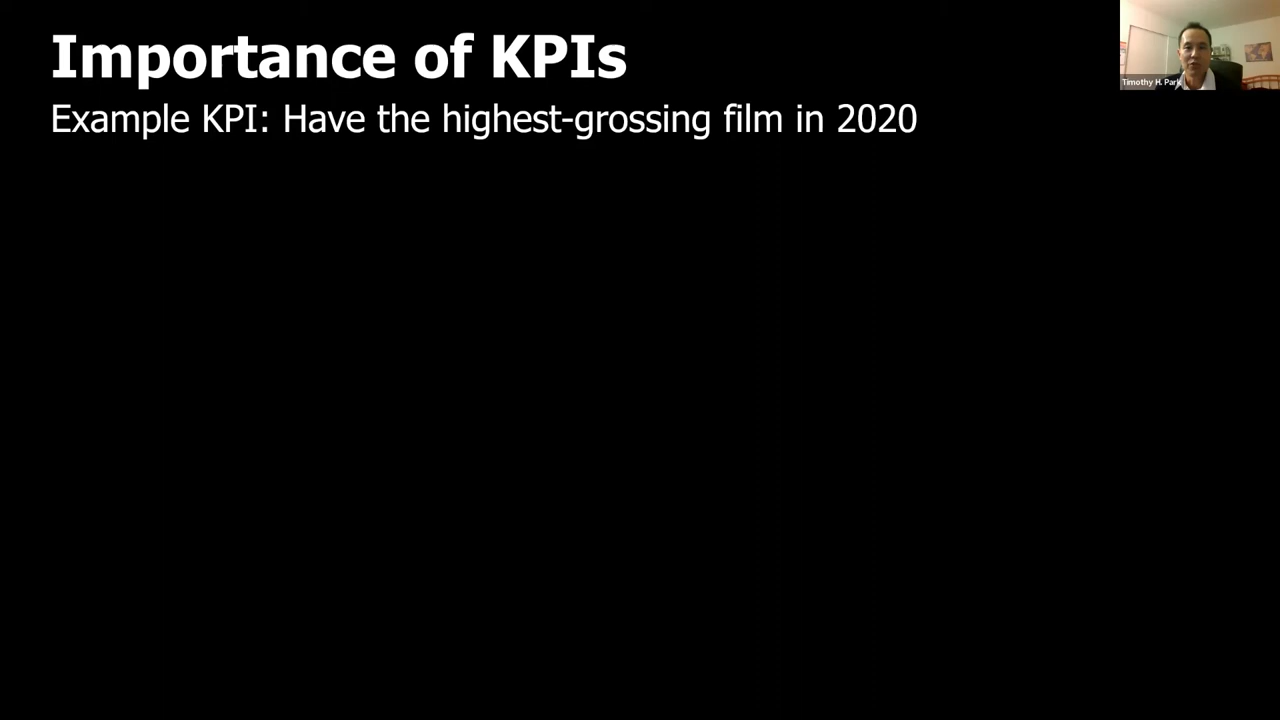 Importance of KPIs
Example KPI: Have the highest-grossing film in 2020
Timothy H. Park